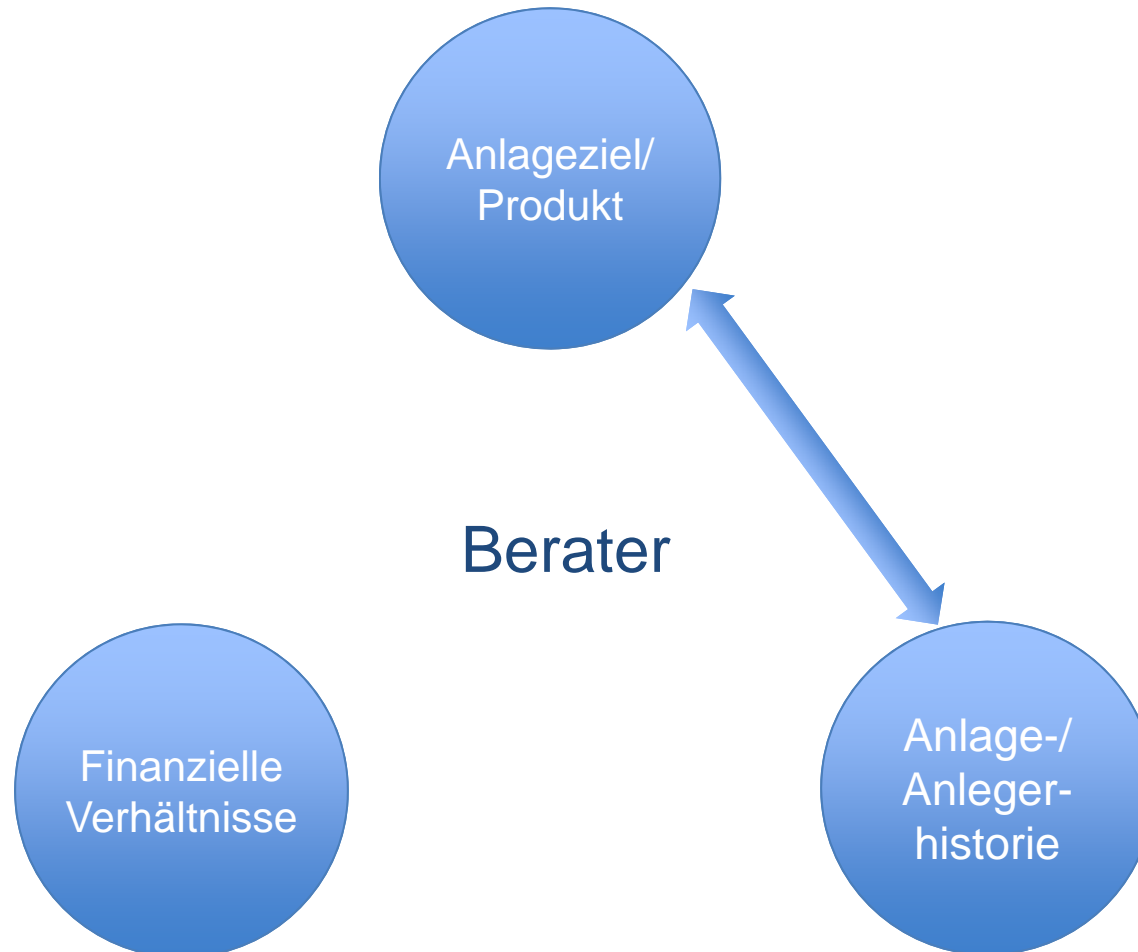 Anlageziel/
Produkt
Berater
Finanzielle
Verhältnisse
Anlage-/
Anleger-
historie